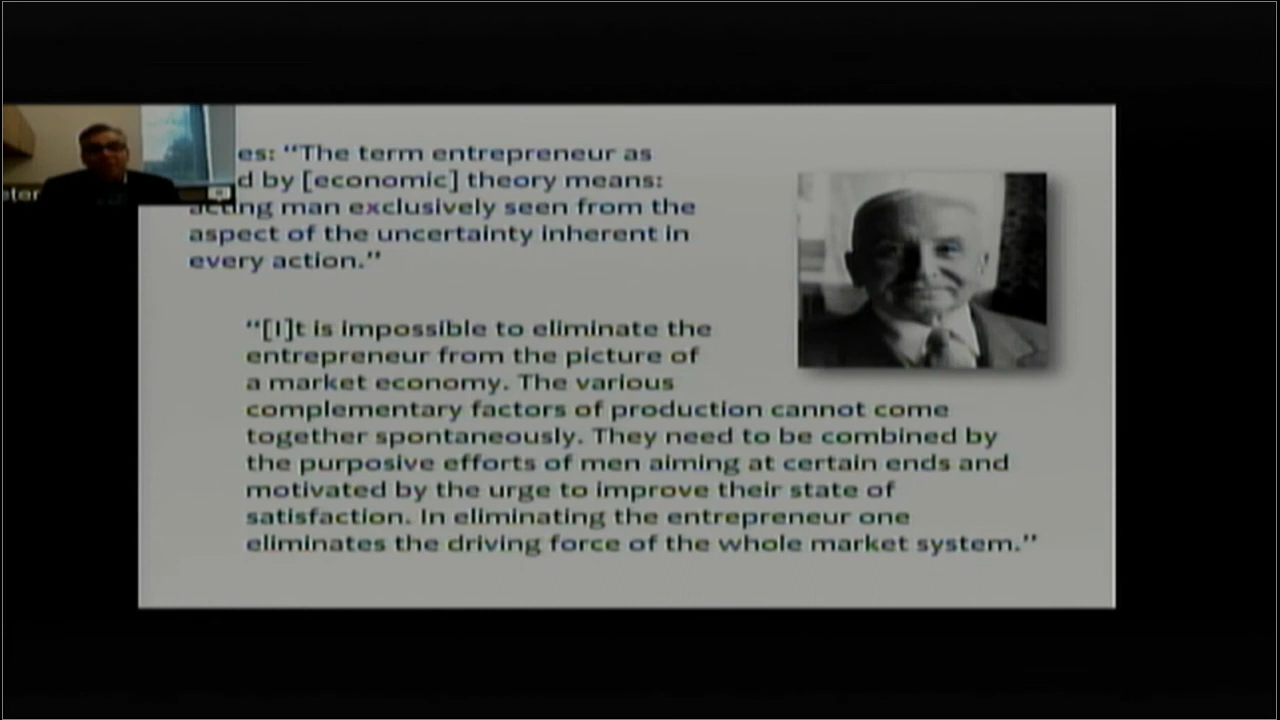 es: “The term entrepreneur as
d by [economic] theory means:
acting man exclusively seen from the
aspect of the uncertainty inherent in
every action.”
“[I]t is impossible to eliminate the
entrepreneur from the picture of
a market economy. The various
complementary factors of production cannot come
together spontaneously. They need to be combined by
the purposive efforts of men aiming at certain ends and
motivated by the urge to improve their state of
satisfaction. In eliminating the entrepreneur one
eliminates the driving force of the whole market system.”
eter